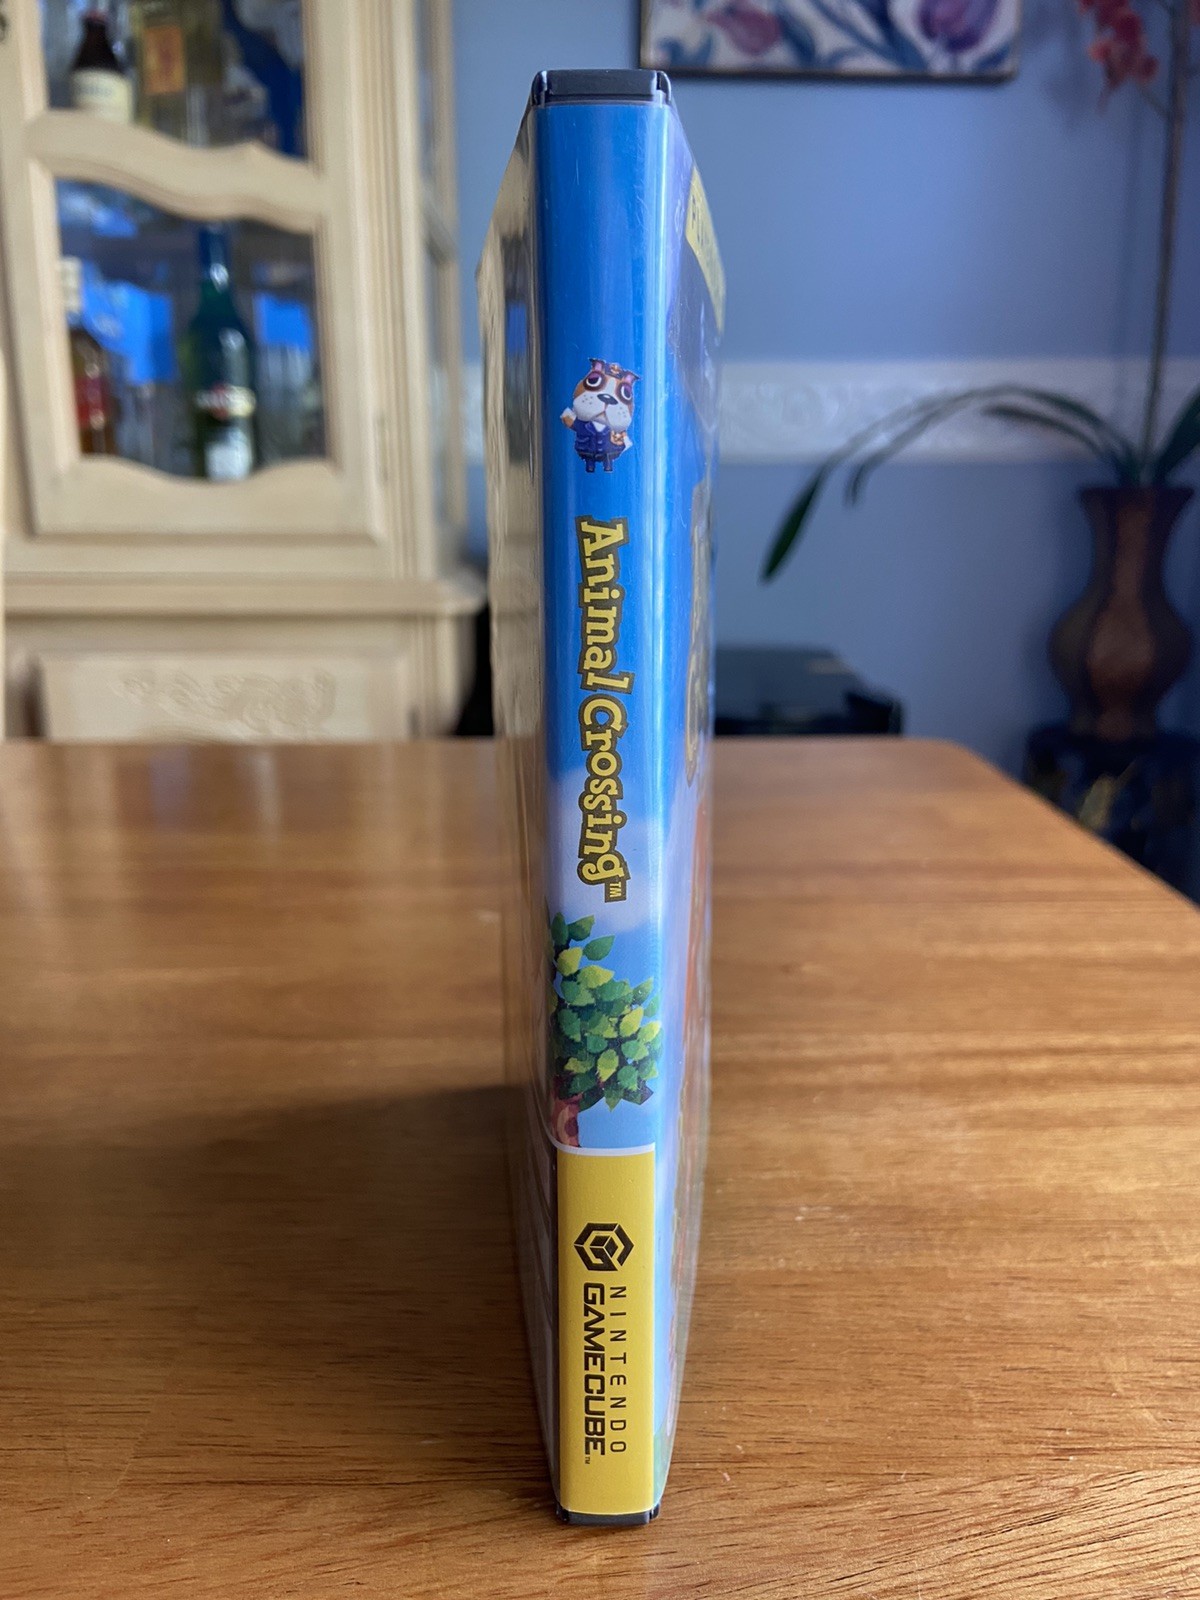 Animal Crossing™
NINTENDO
GAMECUBE™